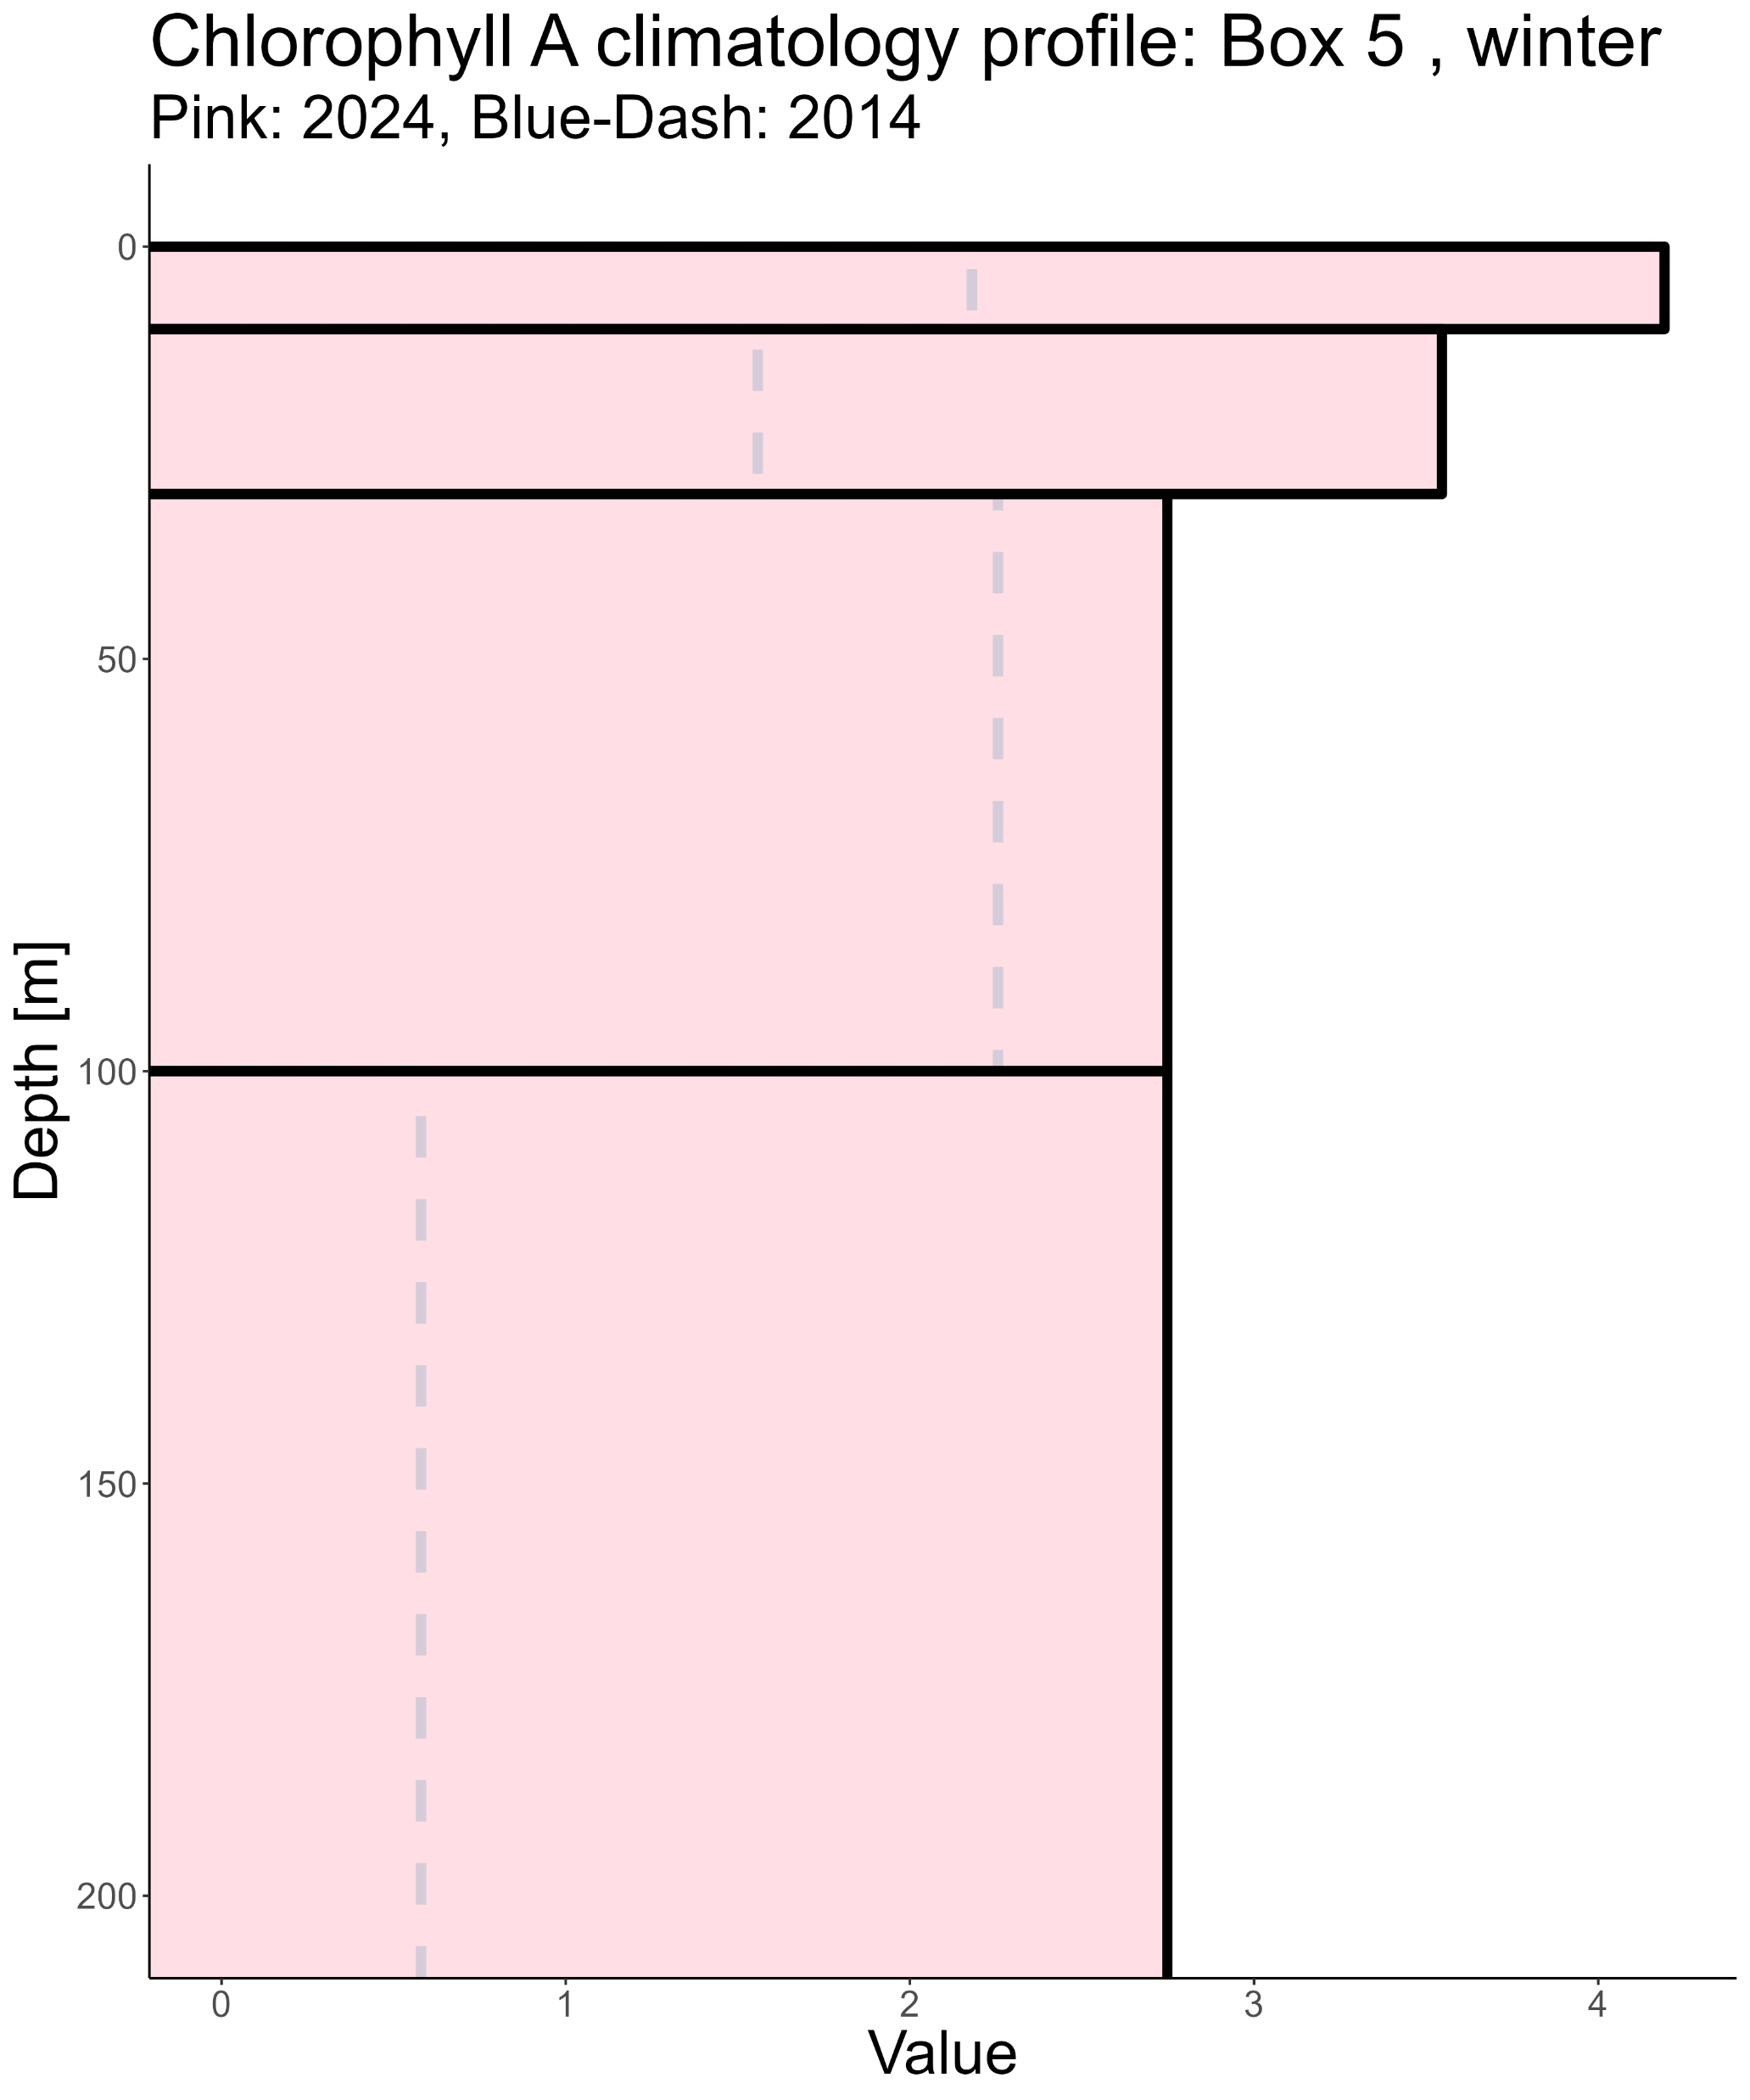 Chlorophyll A climatology profile: Box 5 , winter
Pink: 2024, Blue-Dash: 2014
0
50
100
150
200
Depth [m]
0 1 2 3 4
Value